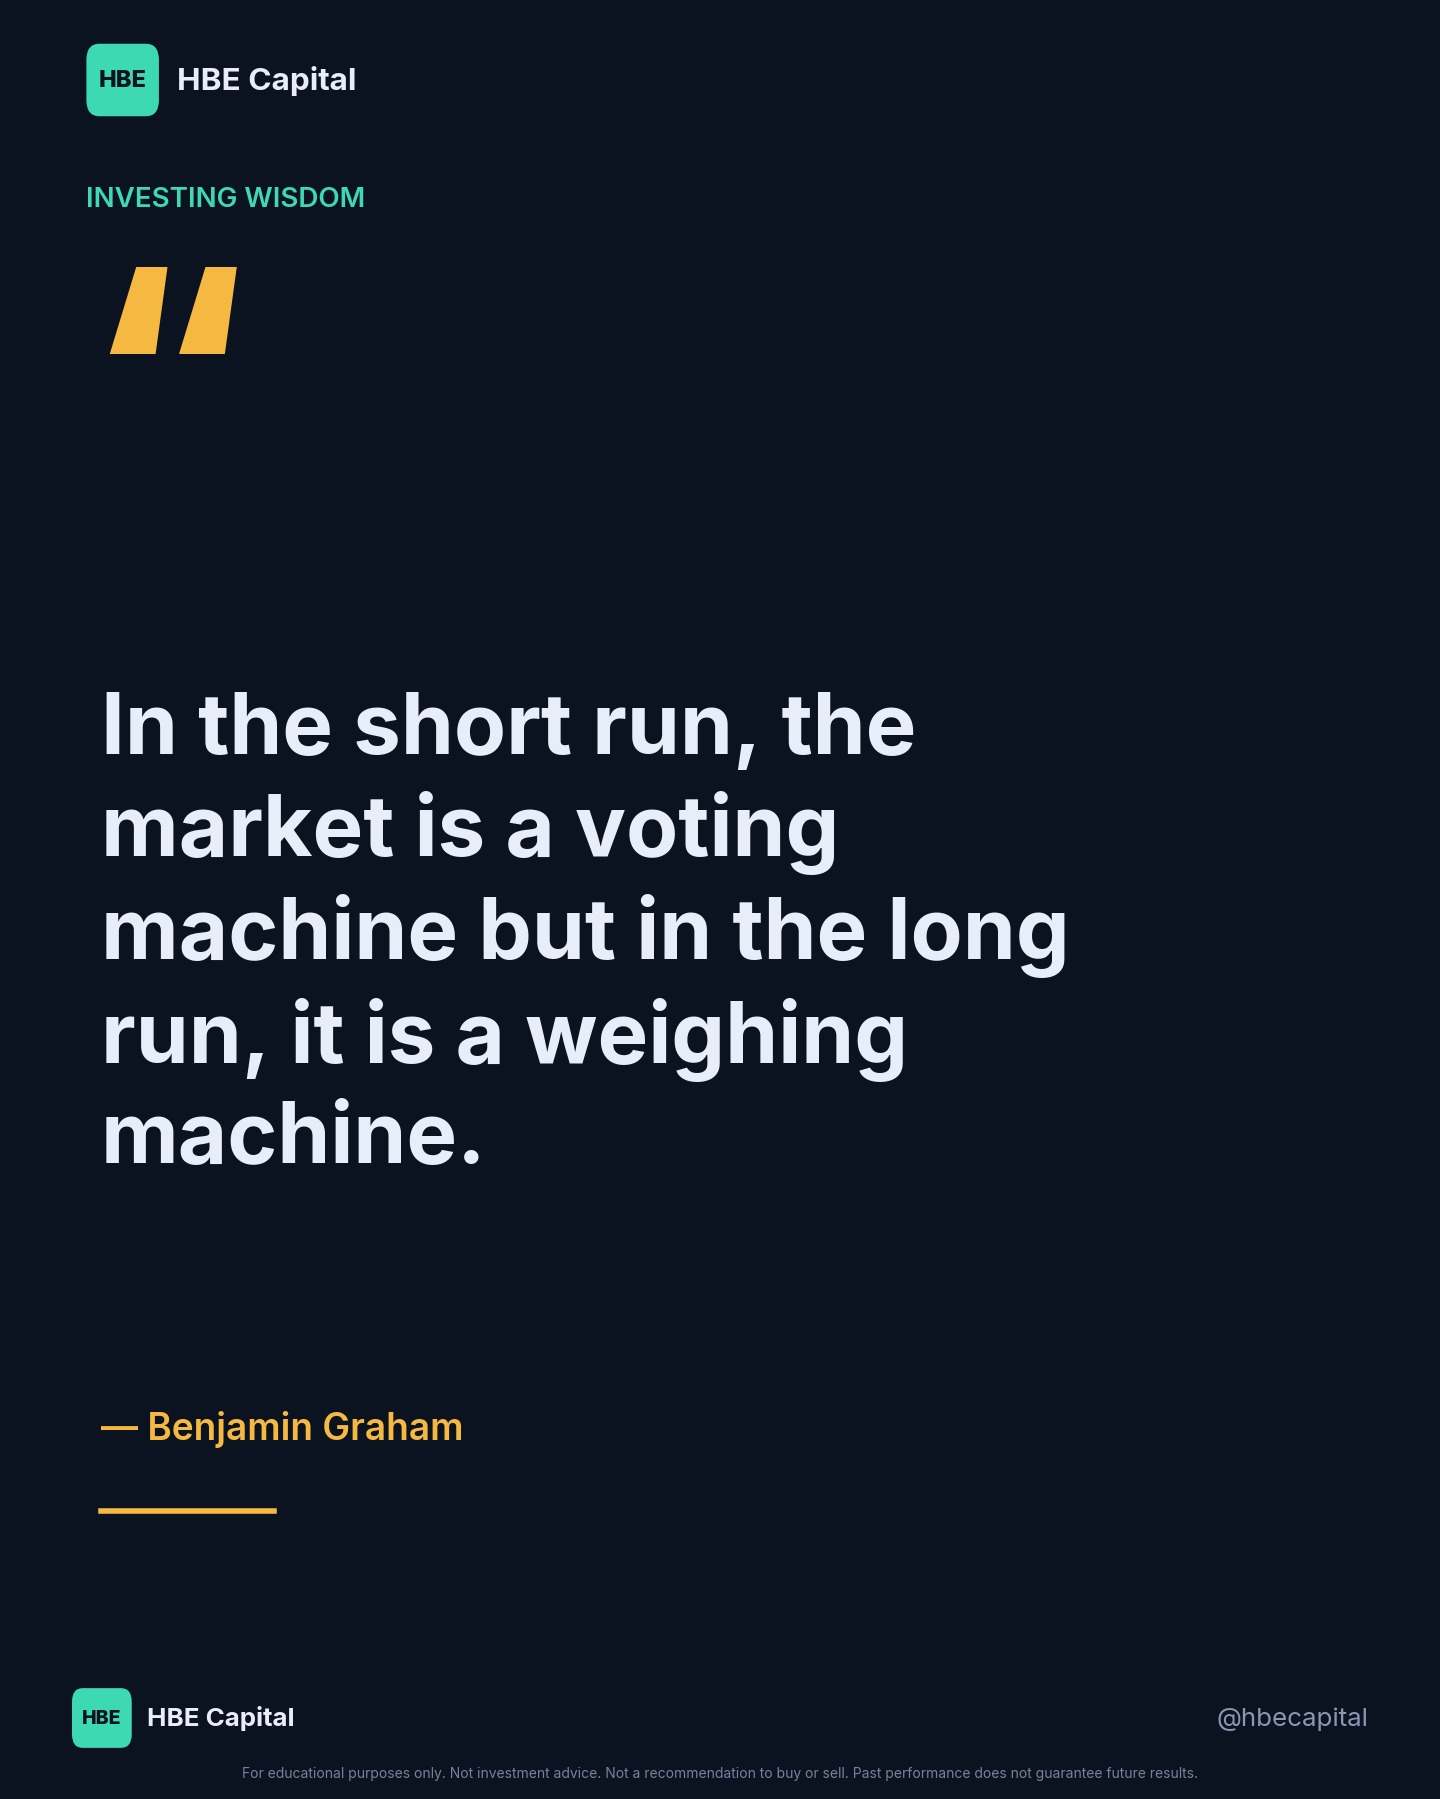 HBE HBE Capital
INVESTING WISDOM
“
In the short run, the
market is a voting
machine but in the long
run, it is a weighing
machine.
— Benjamin Graham
HBE HBE Capital @hbecapital
For educational purposes only. Not investment advice. Not a recommendation to buy or sell. Past performance does not guarantee future results.